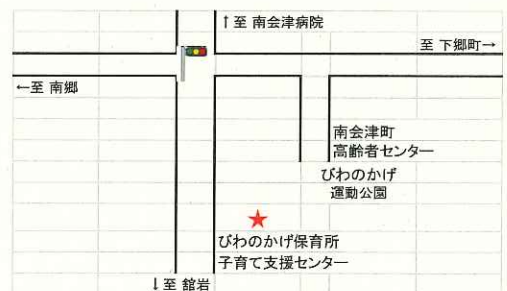 ↑至 南会津病院
至 下郷町→
←至 南郷
南会津町
高齢者センター
びわのかげ
運動公園
びわのかげ保育所
子育て支援センター
↓至 舘岩